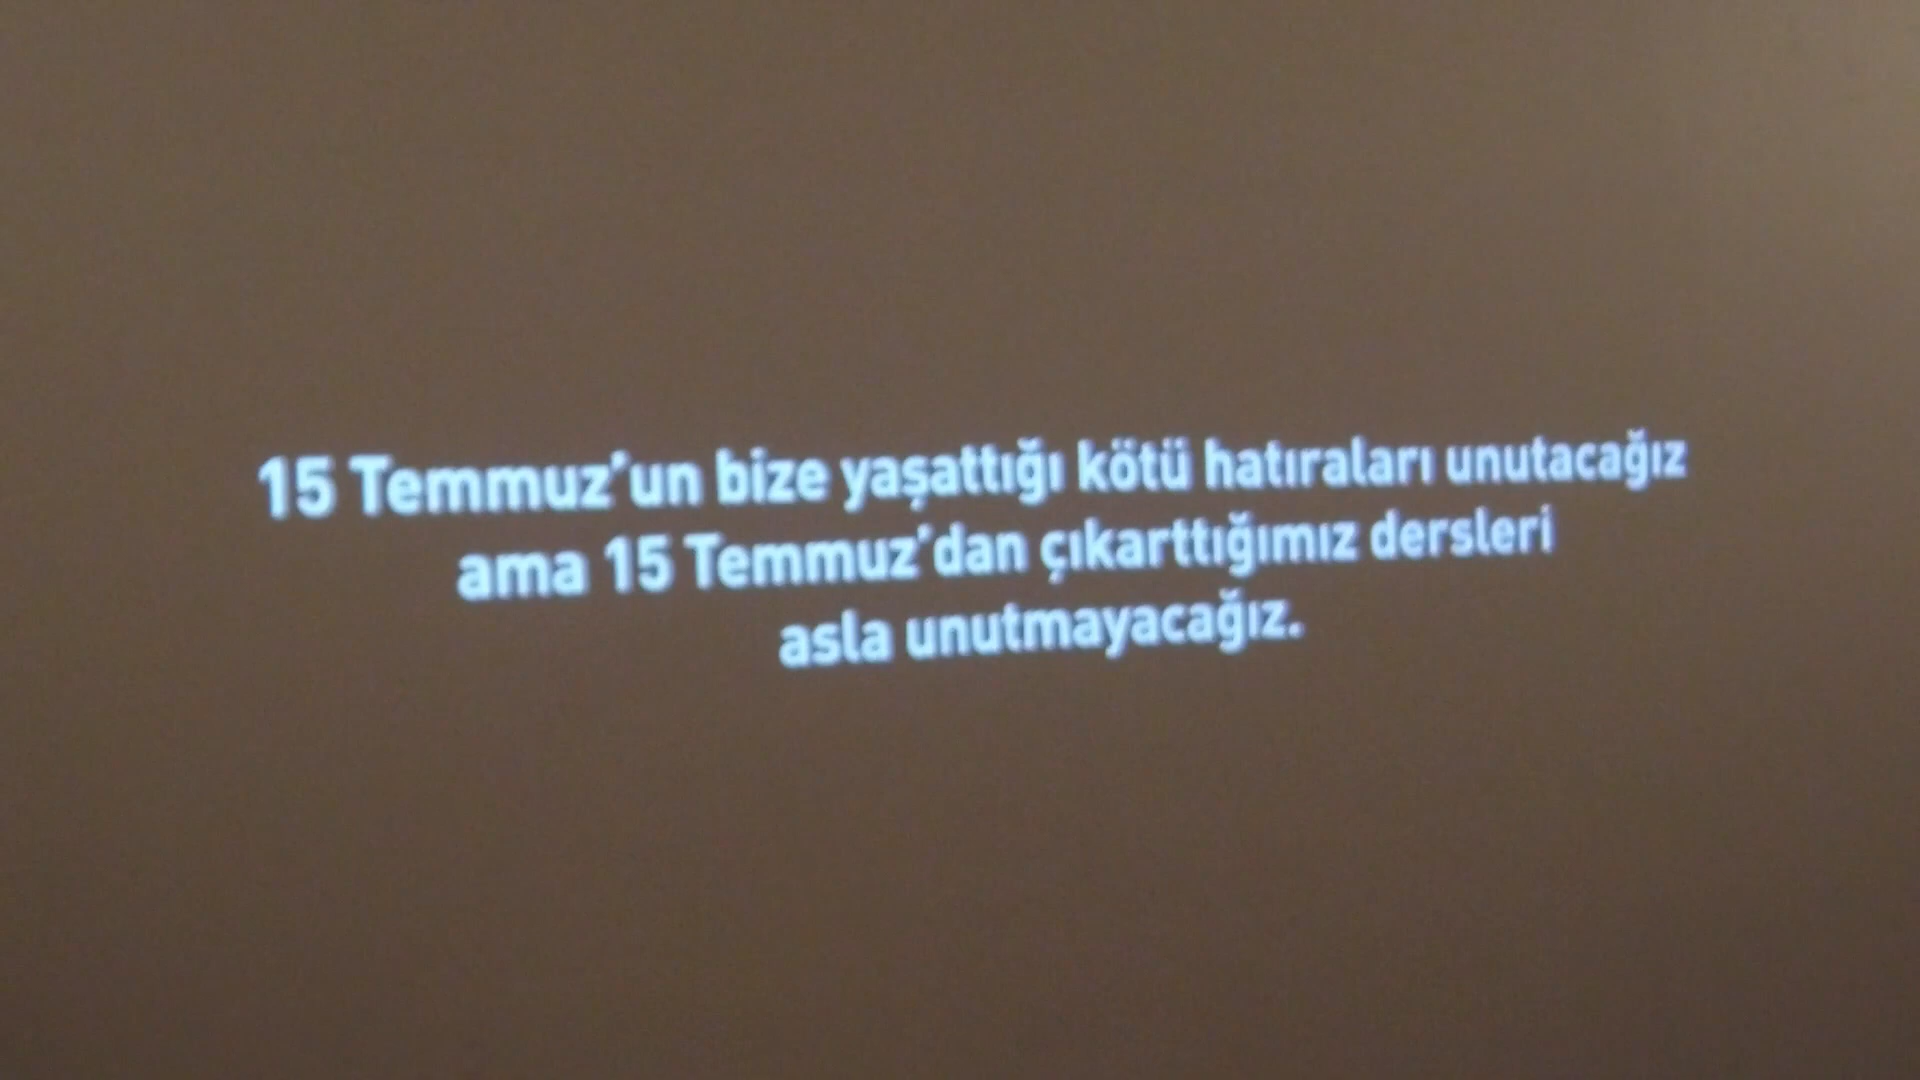 15 Temmuz'un bize yaşattığı kötü hatıraları unutacağız
ama 15 Temmuz'dan çıkarttığımız dersleri
asla unutmayacağız.